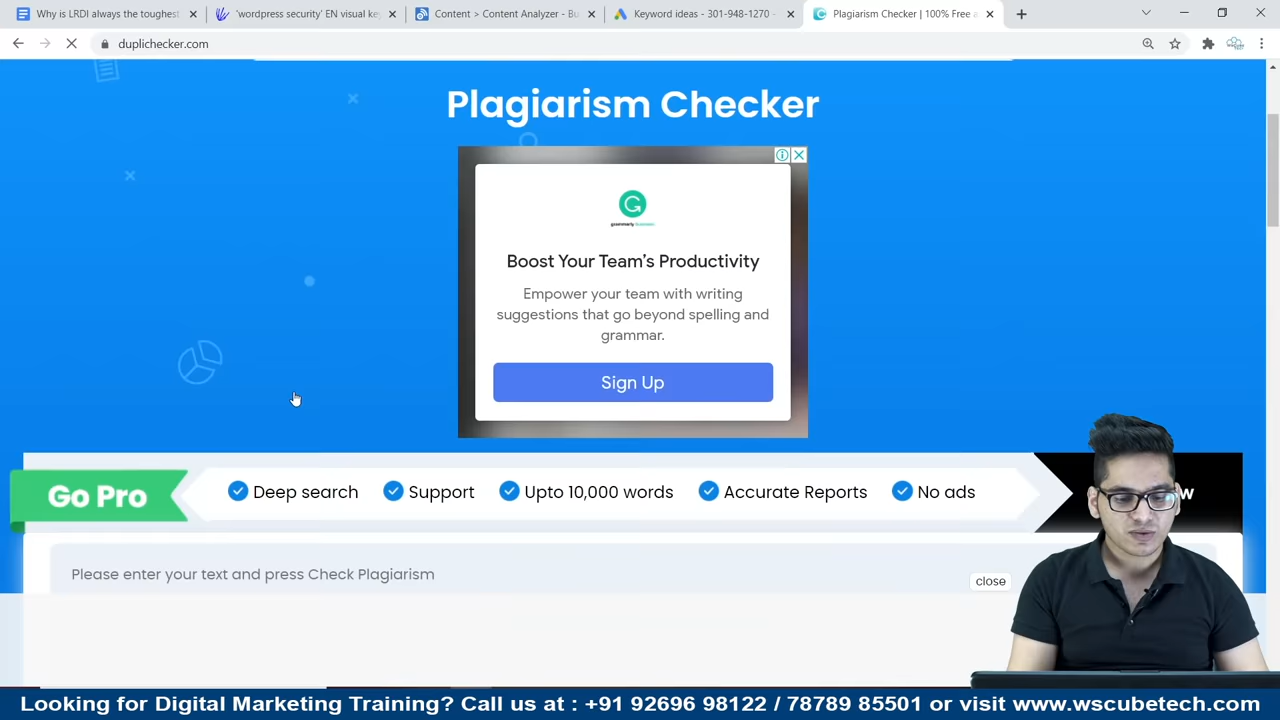 Why is LRDI always the toughest
'wordpress security' EN visual ke
Content > Content Analyzer - Bu
Keyword ideas - 301-948-1270 -
Plagiarism Checker | 100% Free a
duplichecker.com
Plagiarism Checker
grammarly
Boost Your Team's Productivity
Empower your team with writing
suggestions that go beyond spelling and
grammar.
Sign Up
Go Pro
Deep search
Support
Upto 10,000 words
Accurate Reports
No ads
w
Please enter your text and press Check Plagiarism
close
Looking for Digital Marketing Training? Call us at : +91 92696 98122 / 78789 85501 or visit www.wscubetech.com